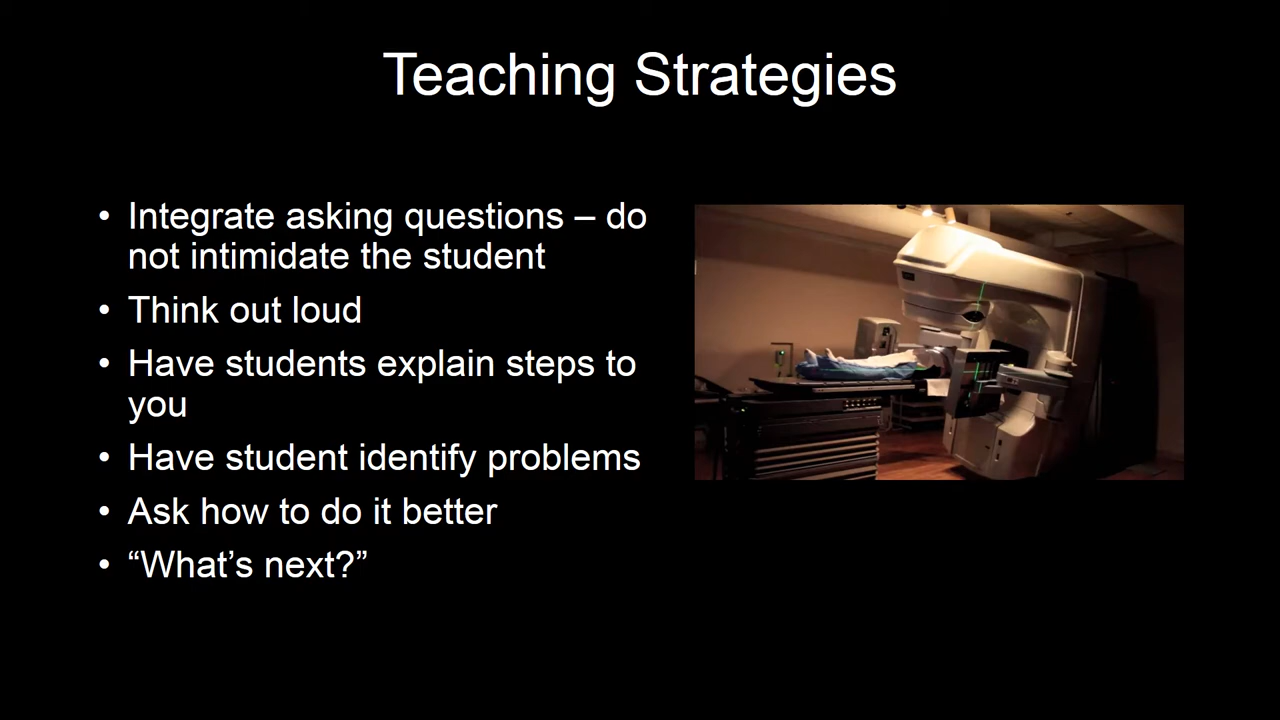 Teaching Strategies
• Integrate asking questions – do
not intimidate the student
• Think out loud
• Have students explain steps to
you
• Have student identify problems
• Ask how to do it better
• “What’s next?”